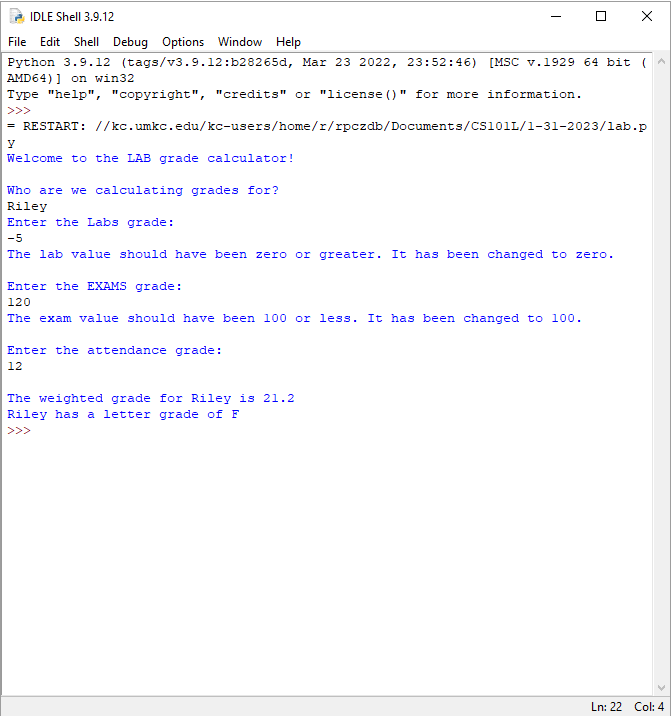 IDLE Shell 3.9.12
File Edit Shell Debug Options Window Help
Python 3.9.12 (tags/v3.9.12:b28265d, Mar 23 2022, 23:52:46) [MSC v.1929 64 bit (
AMD64)] on win32
Type "help", "copyright", "credits" or "license()" for more information.
>>>
= RESTART: //kc.umkc.edu/kc-users/home/r/rpczdb/Documents/CS101L/1-31-2023/lab.p
y
Welcome to the LAB grade calculator!
Who are we calculating grades for?
Riley
Enter the Labs grade:
-5
The lab value should have been zero or greater. It has been changed to zero.
Enter the EXAMS grade:
120
The exam value should have been 100 or less. It has been changed to 100.
Enter the attendance grade:
12
The weighted grade for Riley is 21.2
Riley has a letter grade of F
>>>
Ln: 22 Col: 4